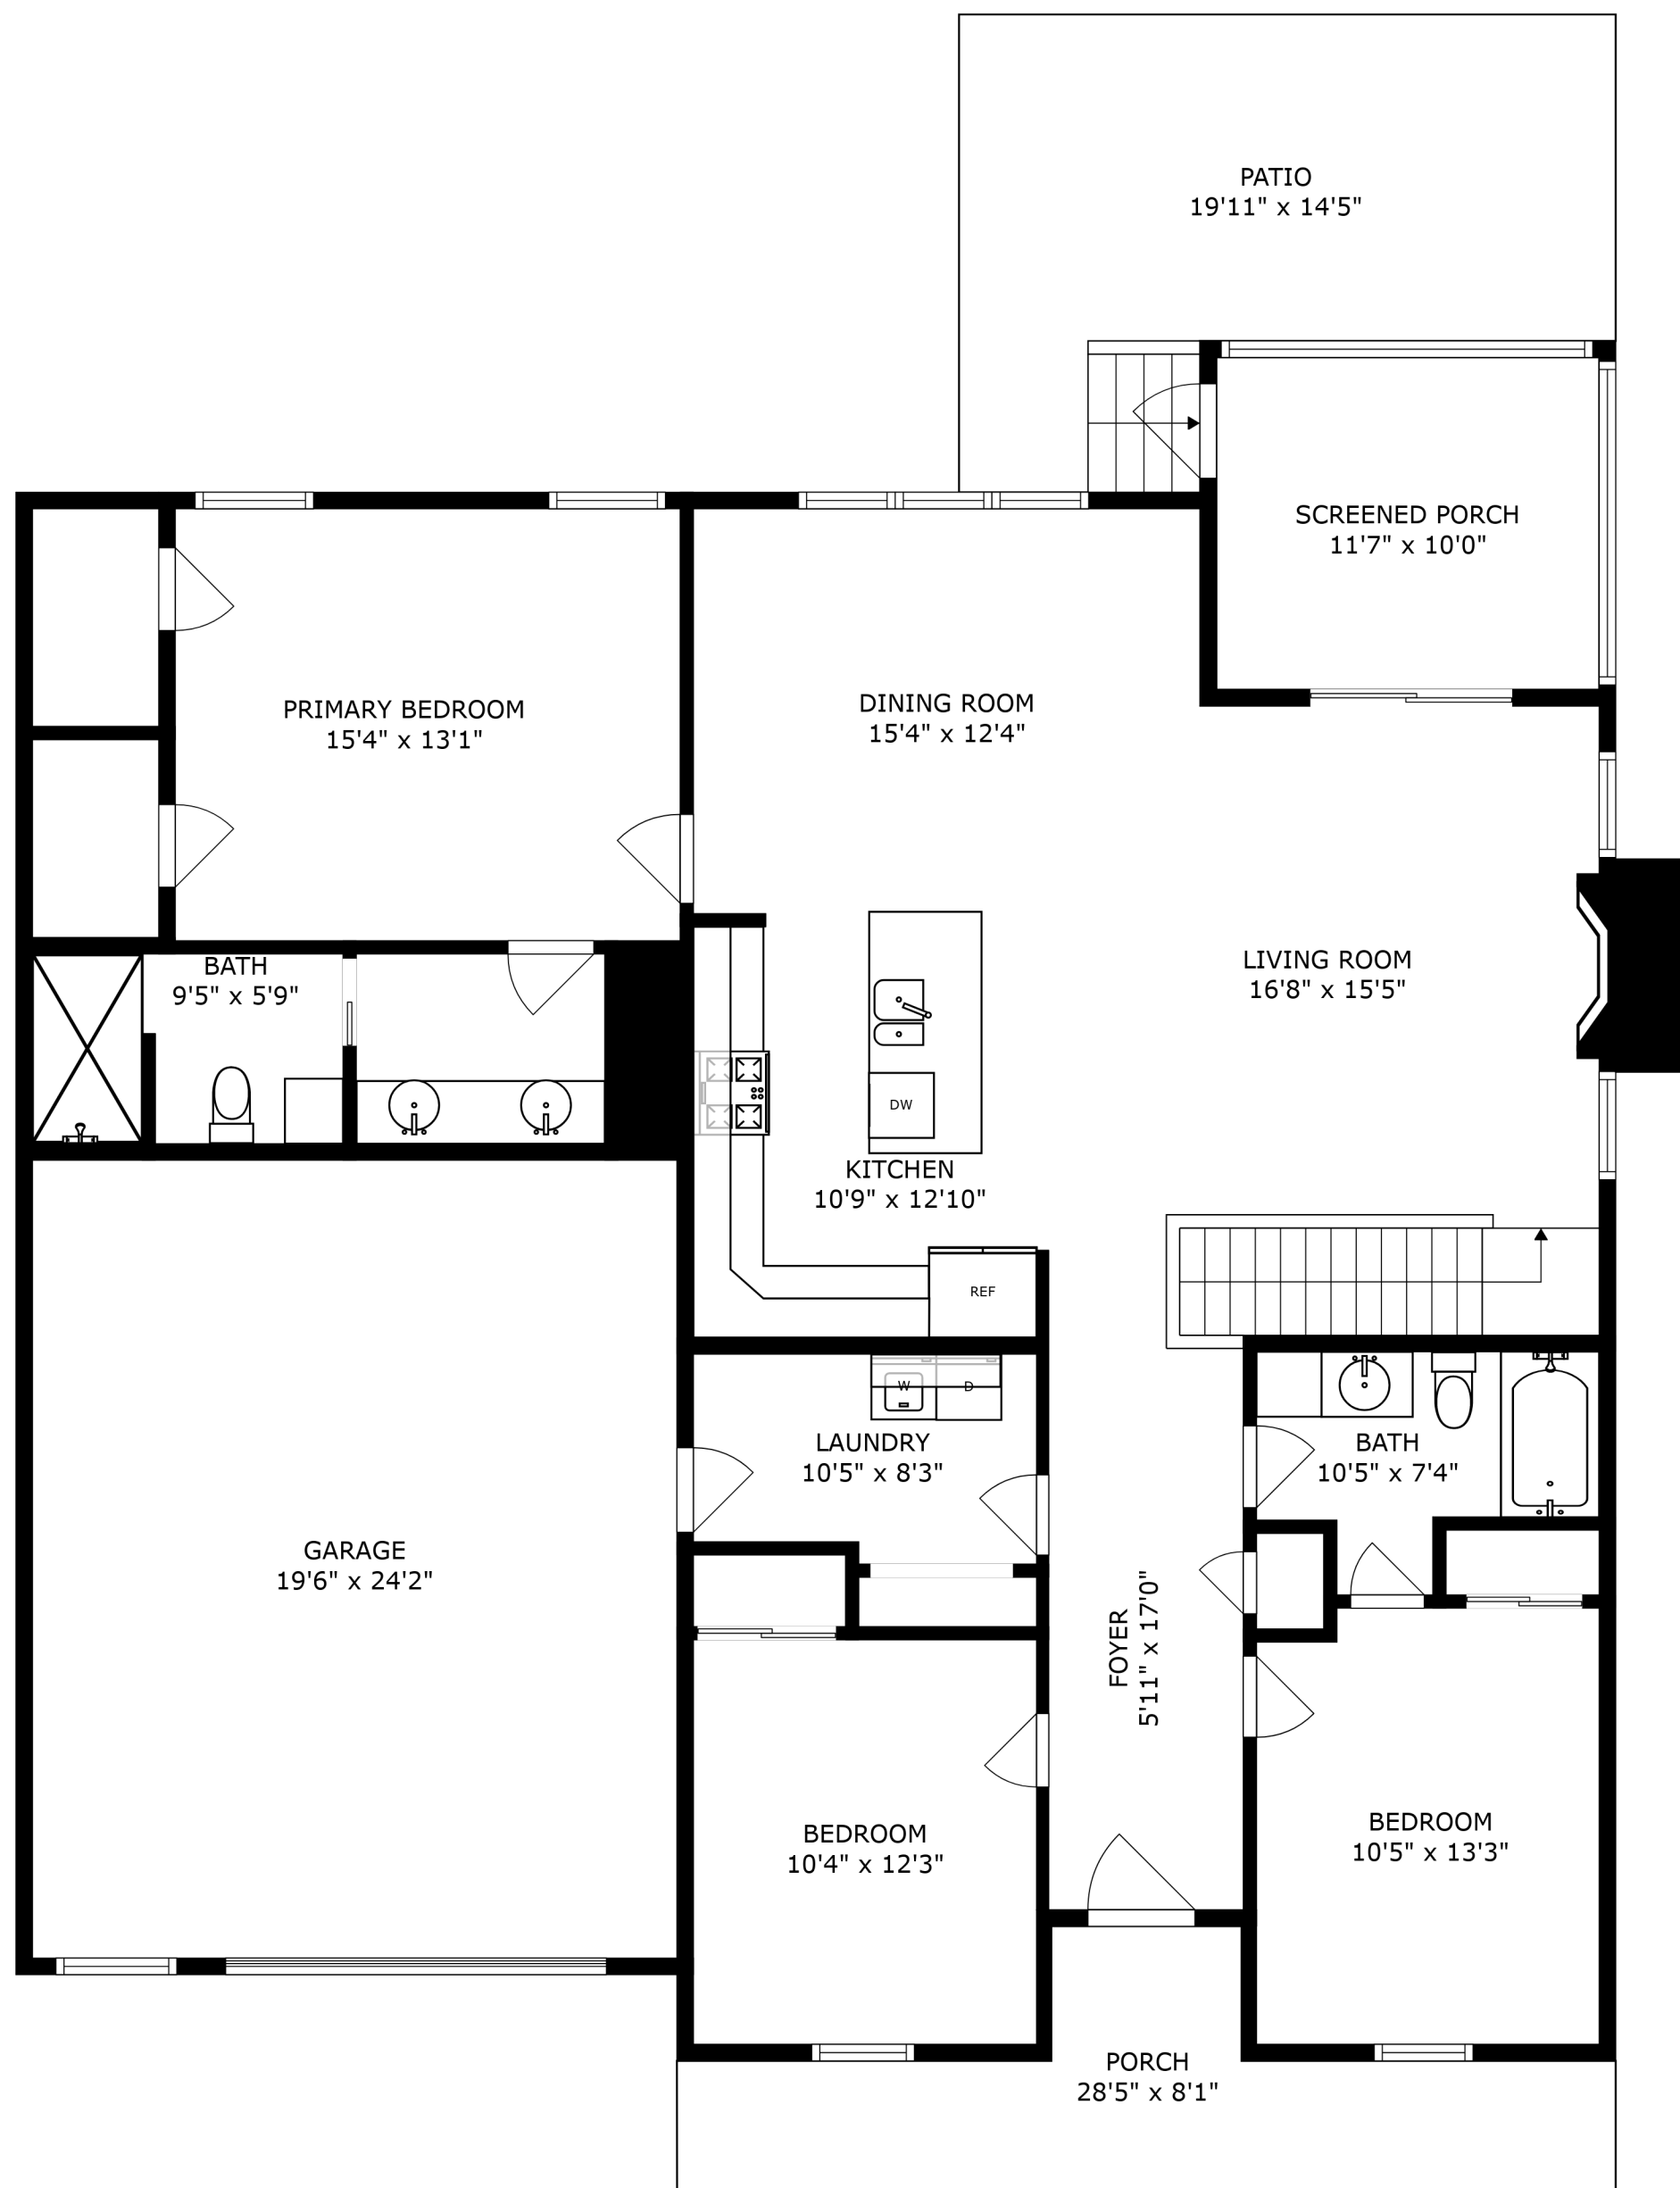 PATIO
19'11" x 14'5"
SCREENED PORCH
11'7" x 10'0"
PRIMARY BEDROOM
15'4" x 13'1"
DINING ROOM
15'4" x 12'4"
LIVING ROOM
16'8" x 15'5"
BATH
9'5" x 5'9"
DW
KITCHEN
10'9" x 12'10"
REF
W
D
LAUNDRY
10'5" x 8'3"
BATH
10'5" x 7'4"
GARAGE
19'6" x 24'2"
FOYER
5'11" x 17'0"
BEDROOM
10'4" x 12'3"
BEDROOM
10'5" x 13'3"
PORCH
28'5" x 8'1"